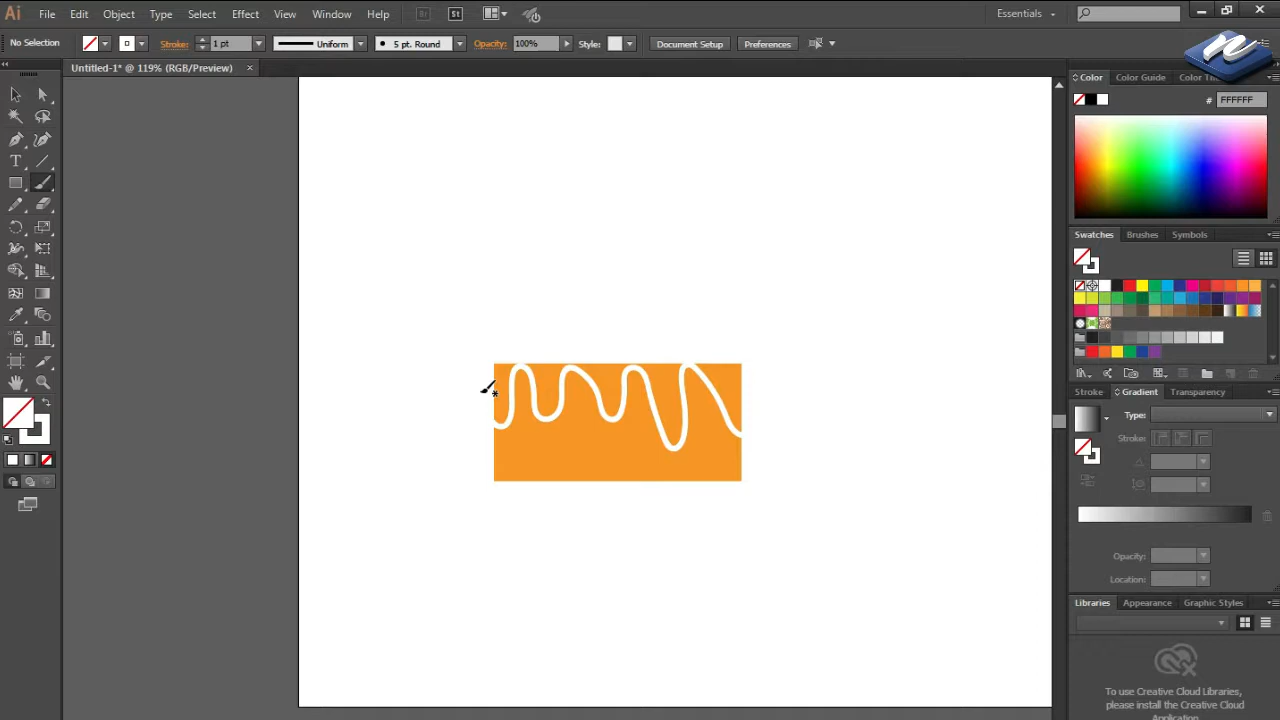 Ai File Edit Object Type Select Effect View Window Help Br St Essentials
No Selection Stroke: 1 pt Uniform 5 pt. Round Opacity: 100% Style: Document Setup Preferences
Untitled-1* @ 119% (RGB/Preview) ×
Color Color Guide
# FFFFFF
Swatches Brushes Symbols
Stroke Gradient Transparency
Type:
Stroke:
Opacity:
Location:
Libraries Appearance Graphic Styles
To use Creative Cloud Libraries,
please install the Creative Cloud
Application